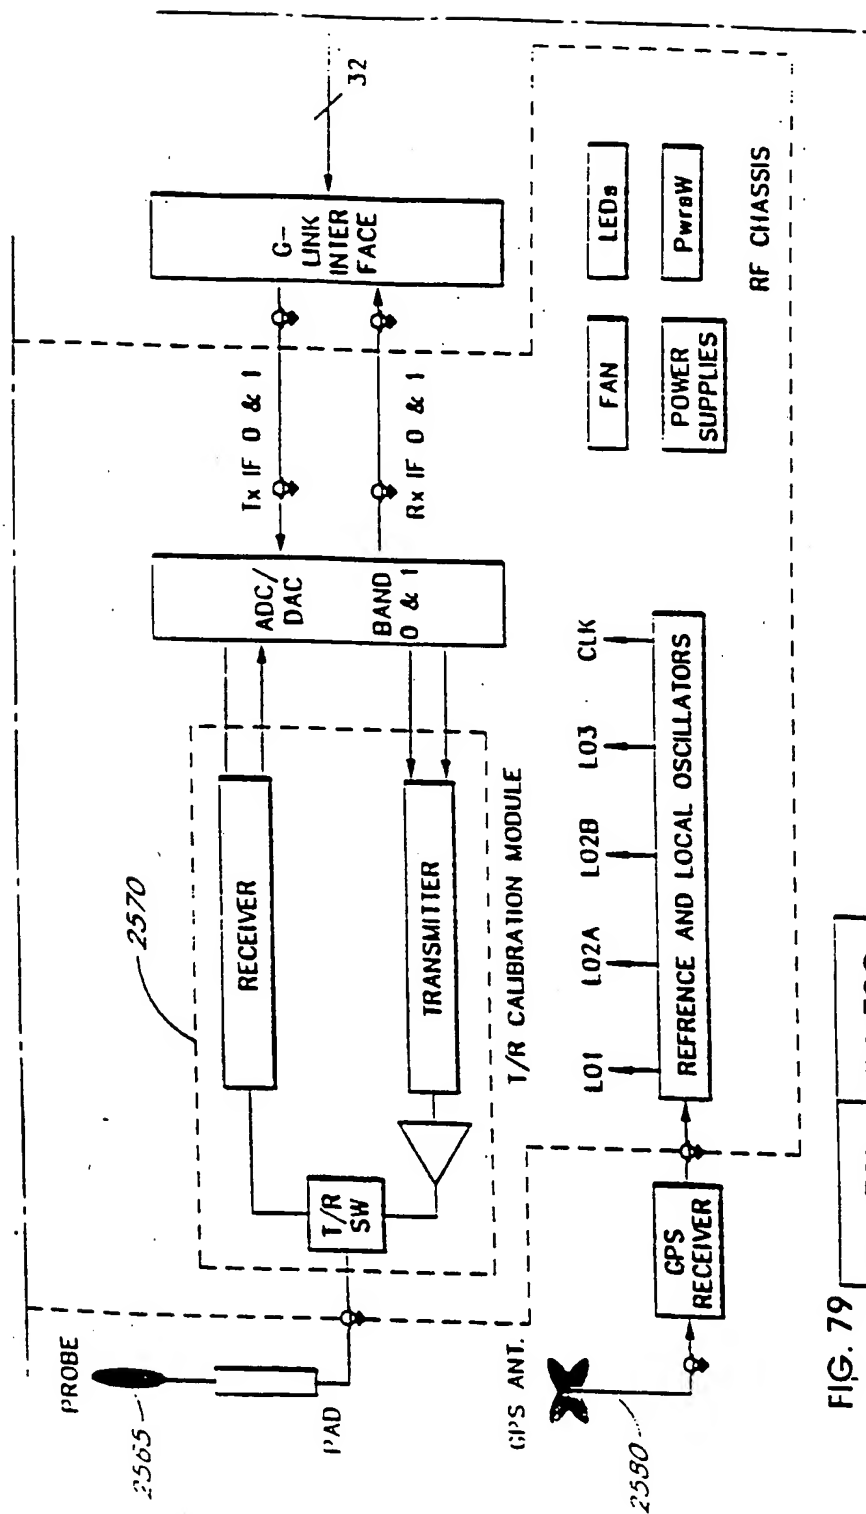 PROBE
2565
PAD
2570
T/R
SW
RECEIVER
TRANSMITTER
T/R CALIBRATION MODULE
ADC/
DAC
BAND
0 & 1
Tx IF 0 & 1
Rx IF 0 & 1
G-
LINK
INTER
FACE
32
GPS ANT.
2580
GPS
RECEIVER
LO1
LO2A
LO2B
LO3
CLK
REFRENCE AND LOCAL OSCILLATORS
FAN
LEDs
POWER
SUPPLIES
PwrsW
RF CHASSIS
FIG. 79